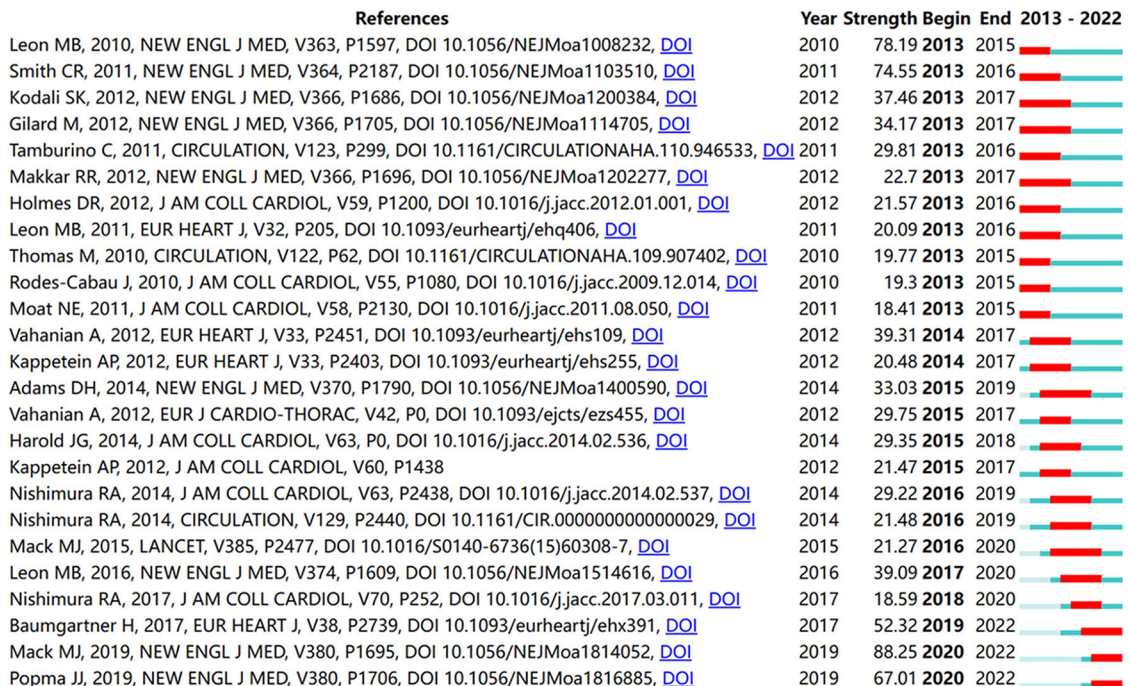 References Year Strength Begin End 2013 - 2022
Leon MB, 2010, NEW ENGL J MED, V363, P1597, DOI 10.1056/NEJMoa1008232, DOI 2010 78.19 2013 2015
Smith CR, 2011, NEW ENGL J MED, V364, P2187, DOI 10.1056/NEJMoa1103510, DOI 2011 74.55 2013 2016
Kodali SK, 2012, NEW ENGL J MED, V366, P1686, DOI 10.1056/NEJMoa1200384, DOI 2012 37.46 2013 2017
Gilard M, 2012, NEW ENGL J MED, V366, P1705, DOI 10.1056/NEJMoa1114705, DOI 2012 34.17 2013 2017
Tamburino C, 2011, CIRCULATION, V123, P299, DOI 10.1161/CIRCULATIONAHA.110.946533, DOI 2011 29.81 2013 2016
Makkar RR, 2012, NEW ENGL J MED, V366, P1696, DOI 10.1056/NEJMoa1202277, DOI 2012 22.7 2013 2017
Holmes DR, 2012, J AM COLL CARDIOL, V59, P1200, DOI 10.1016/j.jacc.2012.01.001, DOI 2012 21.57 2013 2016
Leon MB, 2011, EUR HEART J, V32, P205, DOI 10.1093/eurheartj/ehq406, DOI 2011 20.09 2013 2016
Thomas M, 2010, CIRCULATION, V122, P62, DOI 10.1161/CIRCULATIONAHA.109.907402, DOI 2010 19.77 2013 2015
Rodes-Cabau J, 2010, J AM COLL CARDIOL, V55, P1080, DOI 10.1016/j.jacc.2009.12.014, DOI 2010 19.3 2013 2015
Moat NE, 2011, J AM COLL CARDIOL, V58, P2130, DOI 10.1016/j.jacc.2011.08.050, DOI 2011 18.41 2013 2015
Vahanian A, 2012, EUR HEART J, V33, P2451, DOI 10.1093/eurheartj/ehs109, DOI 2012 39.31 2014 2017
Kappetein AP, 2012, EUR HEART J, V33, P2403, DOI 10.1093/eurheartj/ehs255, DOI 2012 20.48 2014 2017
Adams DH, 2014, NEW ENGL J MED, V370, P1790, DOI 10.1056/NEJMoa1400590, DOI 2014 33.03 2015 2019
Vahanian A, 2012, EUR J CARDIO-THORAC, V42, P0, DOI 10.1093/ejcts/ezs455, DOI 2012 29.75 2015 2017
Harold JG, 2014, J AM COLL CARDIOL, V63, P0, DOI 10.1016/j.jacc.2014.02.536, DOI 2014 29.35 2015 2018
Kappetein AP, 2012, J AM COLL CARDIOL, V60, P1438 2012 21.47 2015 2017
Nishimura RA, 2014, J AM COLL CARDIOL, V63, P2438, DOI 10.1016/j.jacc.2014.02.537, DOI 2014 29.22 2016 2019
Nishimura RA, 2014, CIRCULATION, V129, P2440, DOI 10.1161/CIR.0000000000000029, DOI 2014 21.48 2016 2019
Mack MJ, 2015, LANCET, V385, P2477, DOI 10.1016/S0140-6736(15)60308-7, DOI 2015 21.27 2016 2020
Leon MB, 2016, NEW ENGL J MED, V374, P1609, DOI 10.1056/NEJMoa1514616, DOI 2016 39.09 2017 2020
Nishimura RA, 2017, J AM COLL CARDIOL, V70, P252, DOI 10.1016/j.jacc.2017.03.011, DOI 2017 18.59 2018 2020
Baumgartner H, 2017, EUR HEART J, V38, P2739, DOI 10.1093/eurheartj/ehx391, DOI 2017 52.32 2019 2022
Mack MJ, 2019, NEW ENGL J MED, V380, P1695, DOI 10.1056/NEJMoa1814052, DOI 2019 88.25 2020 2022
Popma JJ, 2019, NEW ENGL J MED, V380, P1706, DOI 10.1056/NEJMoa1816885, DOI 2019 67.01 2020 2022